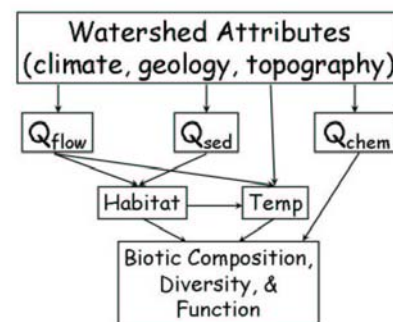 Watershed Attributes
(climate, geology, topography)
Qflow
Qsed
Qchem
Habitat
Temp
Biotic Composition,
Diversity, &
Function